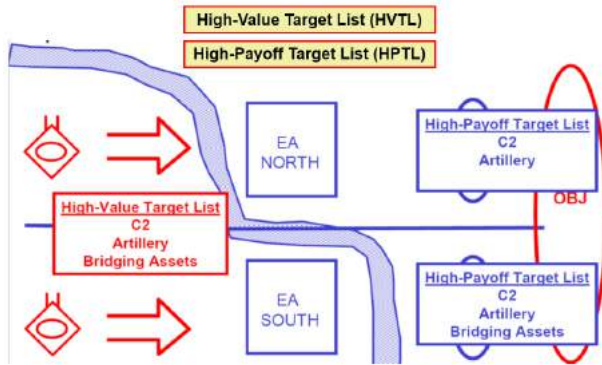 High-Value Target List (HVTL)
High-Payoff Target List (HPTL)
EA
NORTH
High-Payoff Target List
C2
Artillery
OBJ
High-Value Target List
C2
Artillery
Bridging Assets
EA
SOUTH
High-Payoff Target List
C2
Artillery
Bridging Assets